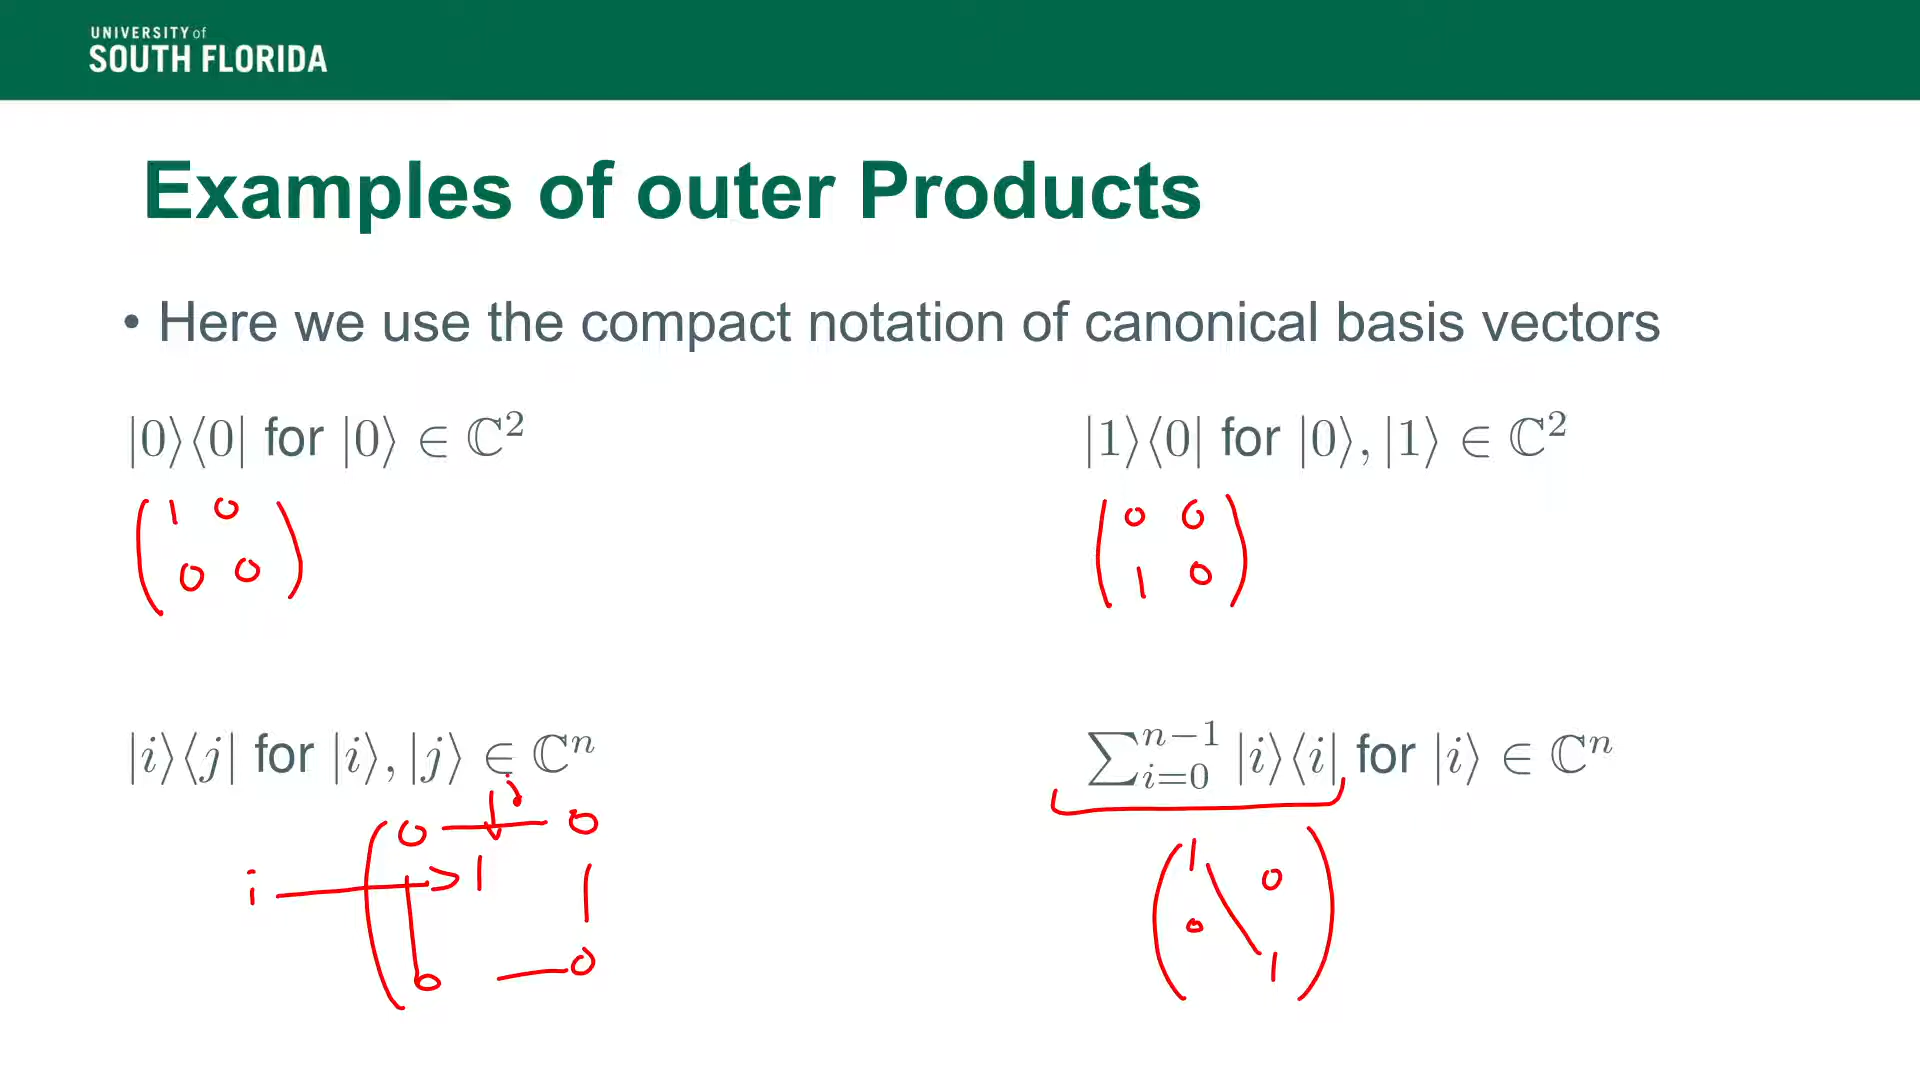 UNIVERSITY of
SOUTH FLORIDA
Examples of outer Products
• Here we use the compact notation of canonical basis vectors
|0⟩⟨0| for |0⟩ ∈ ℂ²
|1⟩⟨0| for |0⟩, |1⟩ ∈ ℂ²
( 1 0
0 0 )
( 0 0
1 0 )
|i⟩⟨j| for |i⟩, |j⟩ ∈ ℂⁿ
∑ⁿ⁻¹ᵢ₌₀ |i⟩⟨i| for |i⟩ ∈ ℂⁿ
j
( 0 — 0
i → 1 |
0 — 0
( 1 0
0 1 )